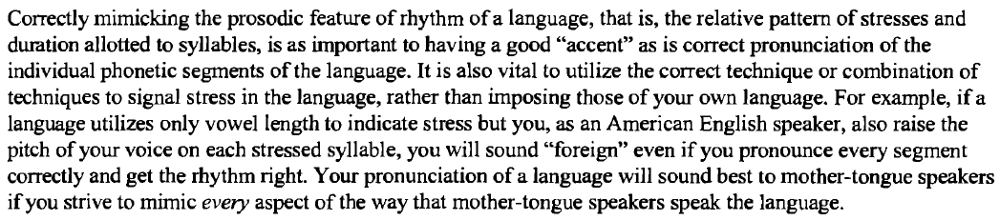 Correctly mimicking the prosodic feature of rhythm of a language, that is, the relative pattern of stresses and
duration allotted to syllables, is as important to having a good “accent” as is correct pronunciation of the
individual phonetic segments of the language. It is also vital to utilize the correct technique or combination of
techniques to signal stress in the language, rather than imposing those of your own language. For example, if a
language utilizes only vowel length to indicate stress but you, as an American English speaker, also raise the
pitch of your voice on each stressed syllable, you will sound “foreign” even if you pronounce every segment
correctly and get the rhythm right. Your pronunciation of a language will sound best to mother-tongue speakers
if you strive to mimic every aspect of the way that mother-tongue speakers speak the language.